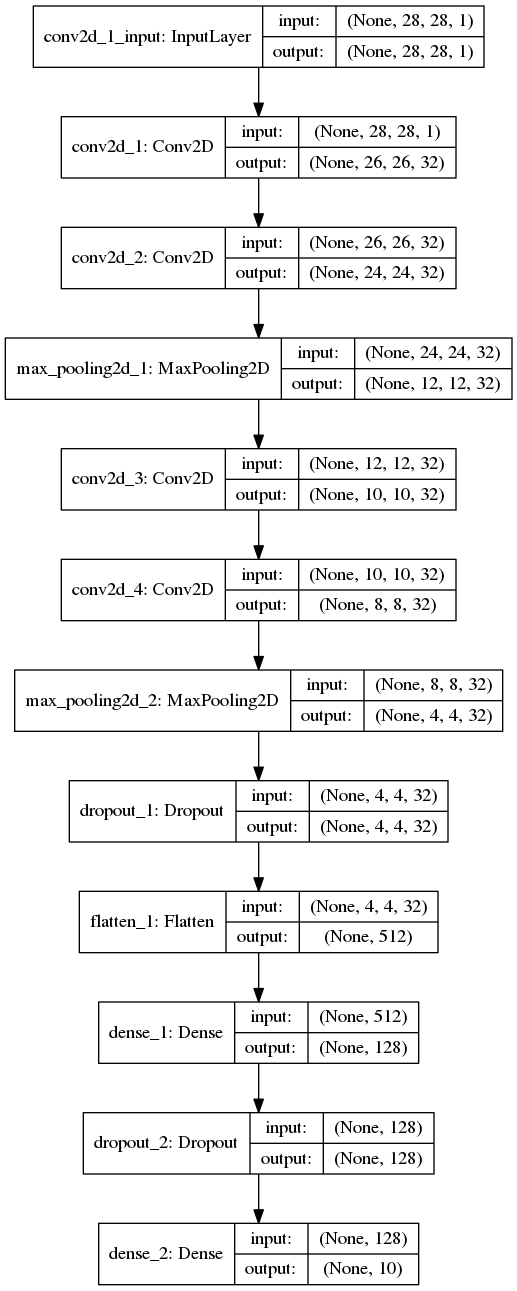 conv2d_1_input: InputLayer
input: (None, 28, 28, 1)
output: (None, 28, 28, 1)
conv2d_1: Conv2D
input: (None, 28, 28, 1)
output: (None, 26, 26, 32)
conv2d_2: Conv2D
input: (None, 26, 26, 32)
output: (None, 24, 24, 32)
max_pooling2d_1: MaxPooling2D
input: (None, 24, 24, 32)
output: (None, 12, 12, 32)
conv2d_3: Conv2D
input: (None, 12, 12, 32)
output: (None, 10, 10, 32)
conv2d_4: Conv2D
input: (None, 10, 10, 32)
output: (None, 8, 8, 32)
max_pooling2d_2: MaxPooling2D
input: (None, 8, 8, 32)
output: (None, 4, 4, 32)
dropout_1: Dropout
input: (None, 4, 4, 32)
output: (None, 4, 4, 32)
flatten_1: Flatten
input: (None, 4, 4, 32)
output: (None, 512)
dense_1: Dense
input: (None, 512)
output: (None, 128)
dropout_2: Dropout
input: (None, 128)
output: (None, 128)
dense_2: Dense
input: (None, 128)
output: (None, 10)